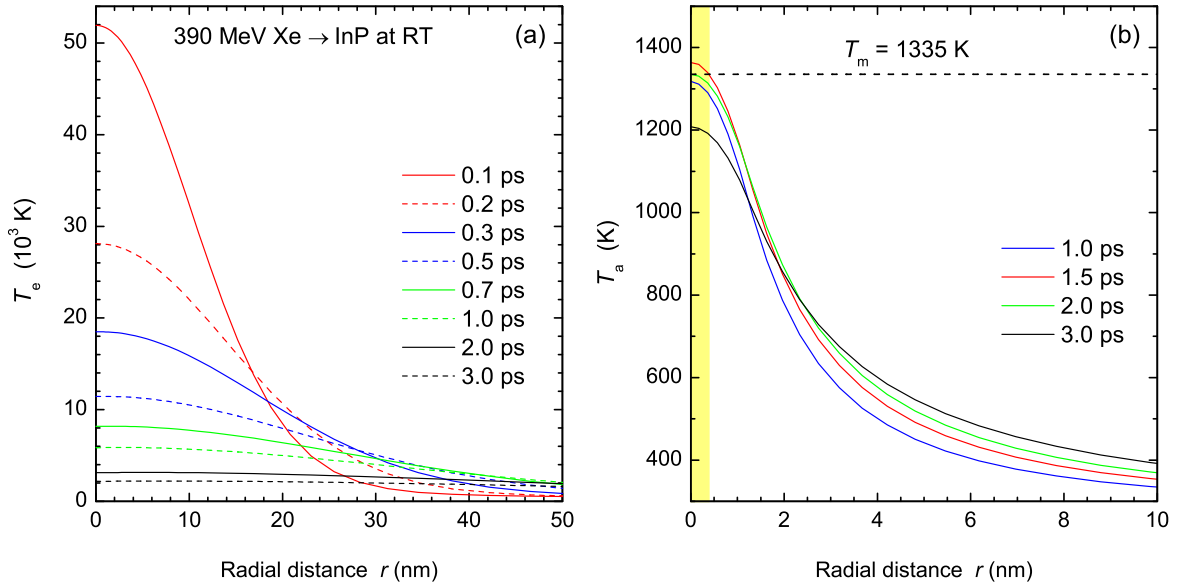 390 MeV Xe → InP at RT
(a)
50
40
30
20
10
0
T_e (10^3 K)
0.1 ps
0.2 ps
0.3 ps
0.5 ps
0.7 ps
1.0 ps
2.0 ps
3.0 ps
0 10 20 30 40 50
Radial distance r (nm)
(b)
T_m = 1335 K
1400
1200
1000
800
600
400
T_a (K)
1.0 ps
1.5 ps
2.0 ps
3.0 ps
0 2 4 6 8 10
Radial distance r (nm)